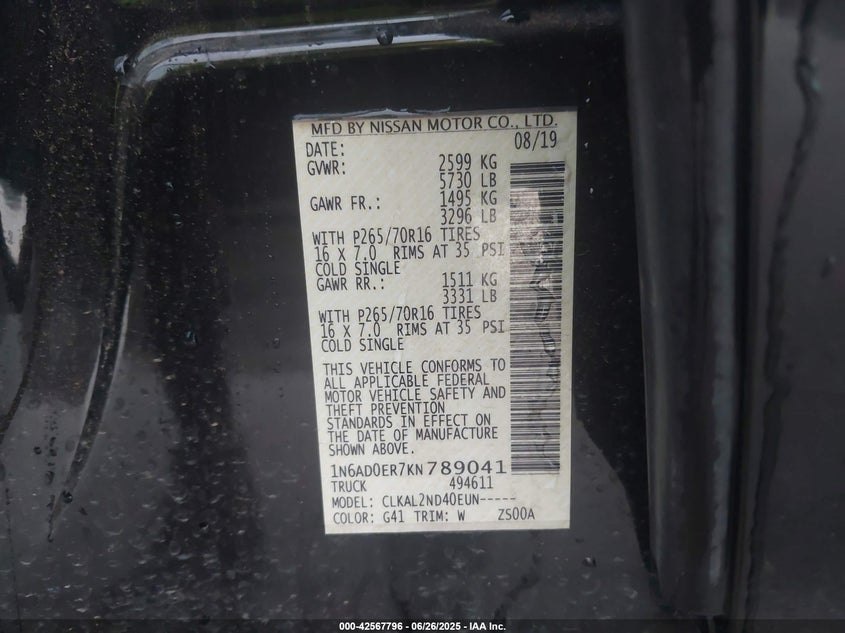 MFD BY NISSAN MOTOR CO., LTD.
DATE: 08/19
GVWR: 2599 KG
5730 LB
GAWR FR.: 1495 KG
3296 LB
WITH P265/70R16 TIRES
16 X 7.0 RIMS AT 35 PSI
COLD SINGLE
GAWR RR.: 1511 KG
3331 LB
WITH P265/70R16 TIRES
16 X 7.0 RIMS AT 35 PSI
COLD SINGLE
THIS VEHICLE CONFORMS TO
ALL APPLICABLE FEDERAL
MOTOR VEHICLE SAFETY AND
THEFT PREVENTION
STANDARDS IN EFFECT ON
THE DATE OF MANUFACTURE
SHOWN ABOVE.
1N6AD0ER7KN789041
TRUCK 494611
MODEL: CLKAL2ND40EUN-----
COLOR: G41 TRIM: W ZS00A
000-42567796 - 06/26/2025 - IAA Inc.